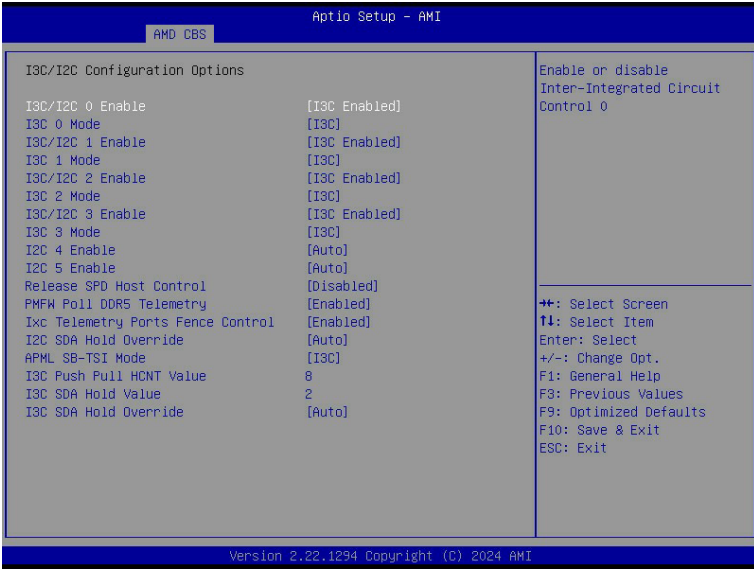 Aptio Setup – AMI
AMD CBS
I3C/I2C Configuration Options
I3C/I2C 0 Enable [I3C Enabled]
I3C 0 Mode [I3C]
I3C/I2C 1 Enable [I3C Enabled]
I3C 1 Mode [I3C]
I3C/I2C 2 Enable [I3C Enabled]
I3C 2 Mode [I3C]
I3C/I2C 3 Enable [I3C Enabled]
I3C 3 Mode [I3C]
I2C 4 Enable [Auto]
I2C 5 Enable [Auto]
Release SPD Host Control [Disabled]
PMFW Poll DDR5 Telemetry [Enabled]
Ixc Telemetry Ports Fence Control [Enabled]
I2C SDA Hold Override [Auto]
APML SB-TSI Mode [I3C]
I3C Push Pull HCNT Value 8
I3C SDA Hold Value 2
I3C SDA Hold Override [Auto]
Enable or disable
Inter-Integrated Circuit
Control 0
→←: Select Screen
↑↓: Select Item
Enter: Select
+/-: Change Opt.
F1: General Help
F3: Previous Values
F9: Optimized Defaults
F10: Save & Exit
ESC: Exit
Version 2.22.1294 Copyright (C) 2024 AMI